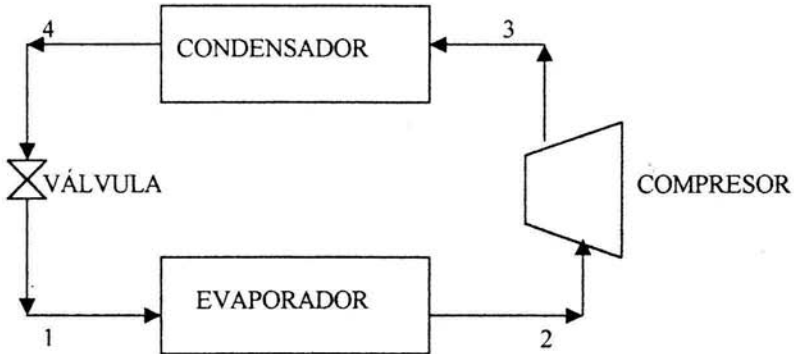 4
3
CONDENSADOR
VÁLVULA
COMPRESOR
EVAPORADOR
1
2